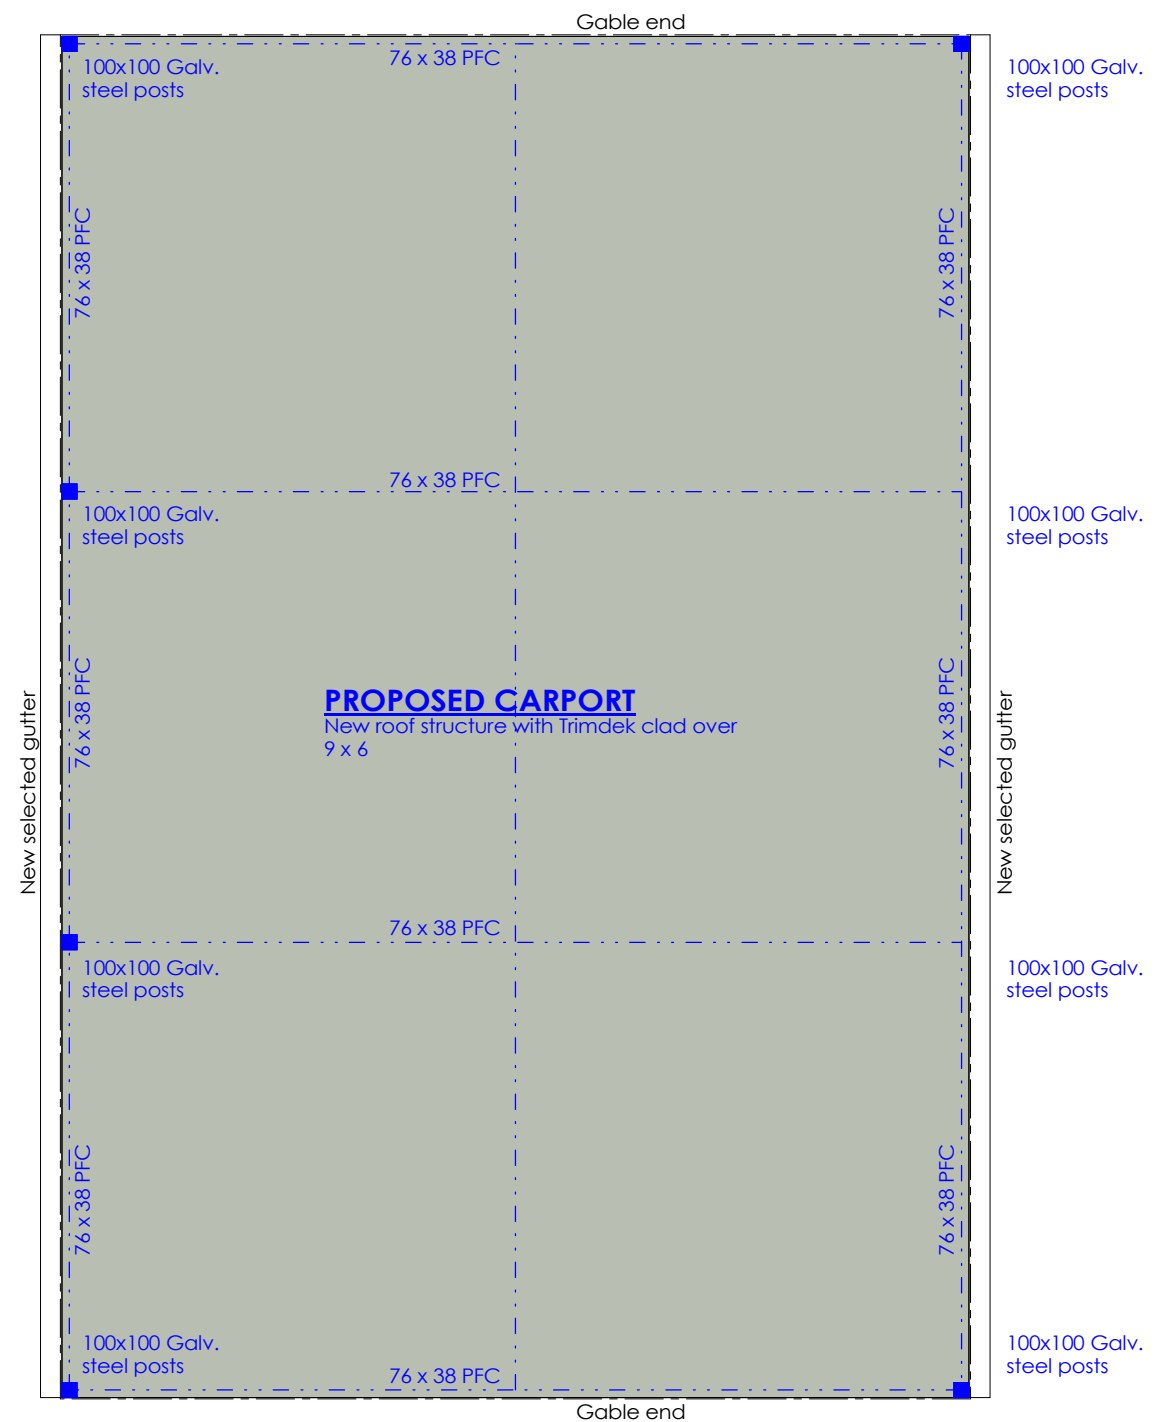 Gable end
76 x 38 PFC
100x100 Galv.
steel posts
100x100 Galv.
steel posts
76 x 38 PFC
76 x 38 PFC
76 x 38 PFC
100x100 Galv.
steel posts
100x100 Galv.
steel posts
New selected gutter
76 x 38 PFC
PROPOSED CARPORT
New roof structure with Trimdek clad over
9 x 6
76 x 38 PFC
New selected gutter
76 x 38 PFC
100x100 Galv.
steel posts
100x100 Galv.
steel posts
76 x 38 PFC
76 x 38 PFC
100x100 Galv.
steel posts
100x100 Galv.
steel posts
76 x 38 PFC
Gable end